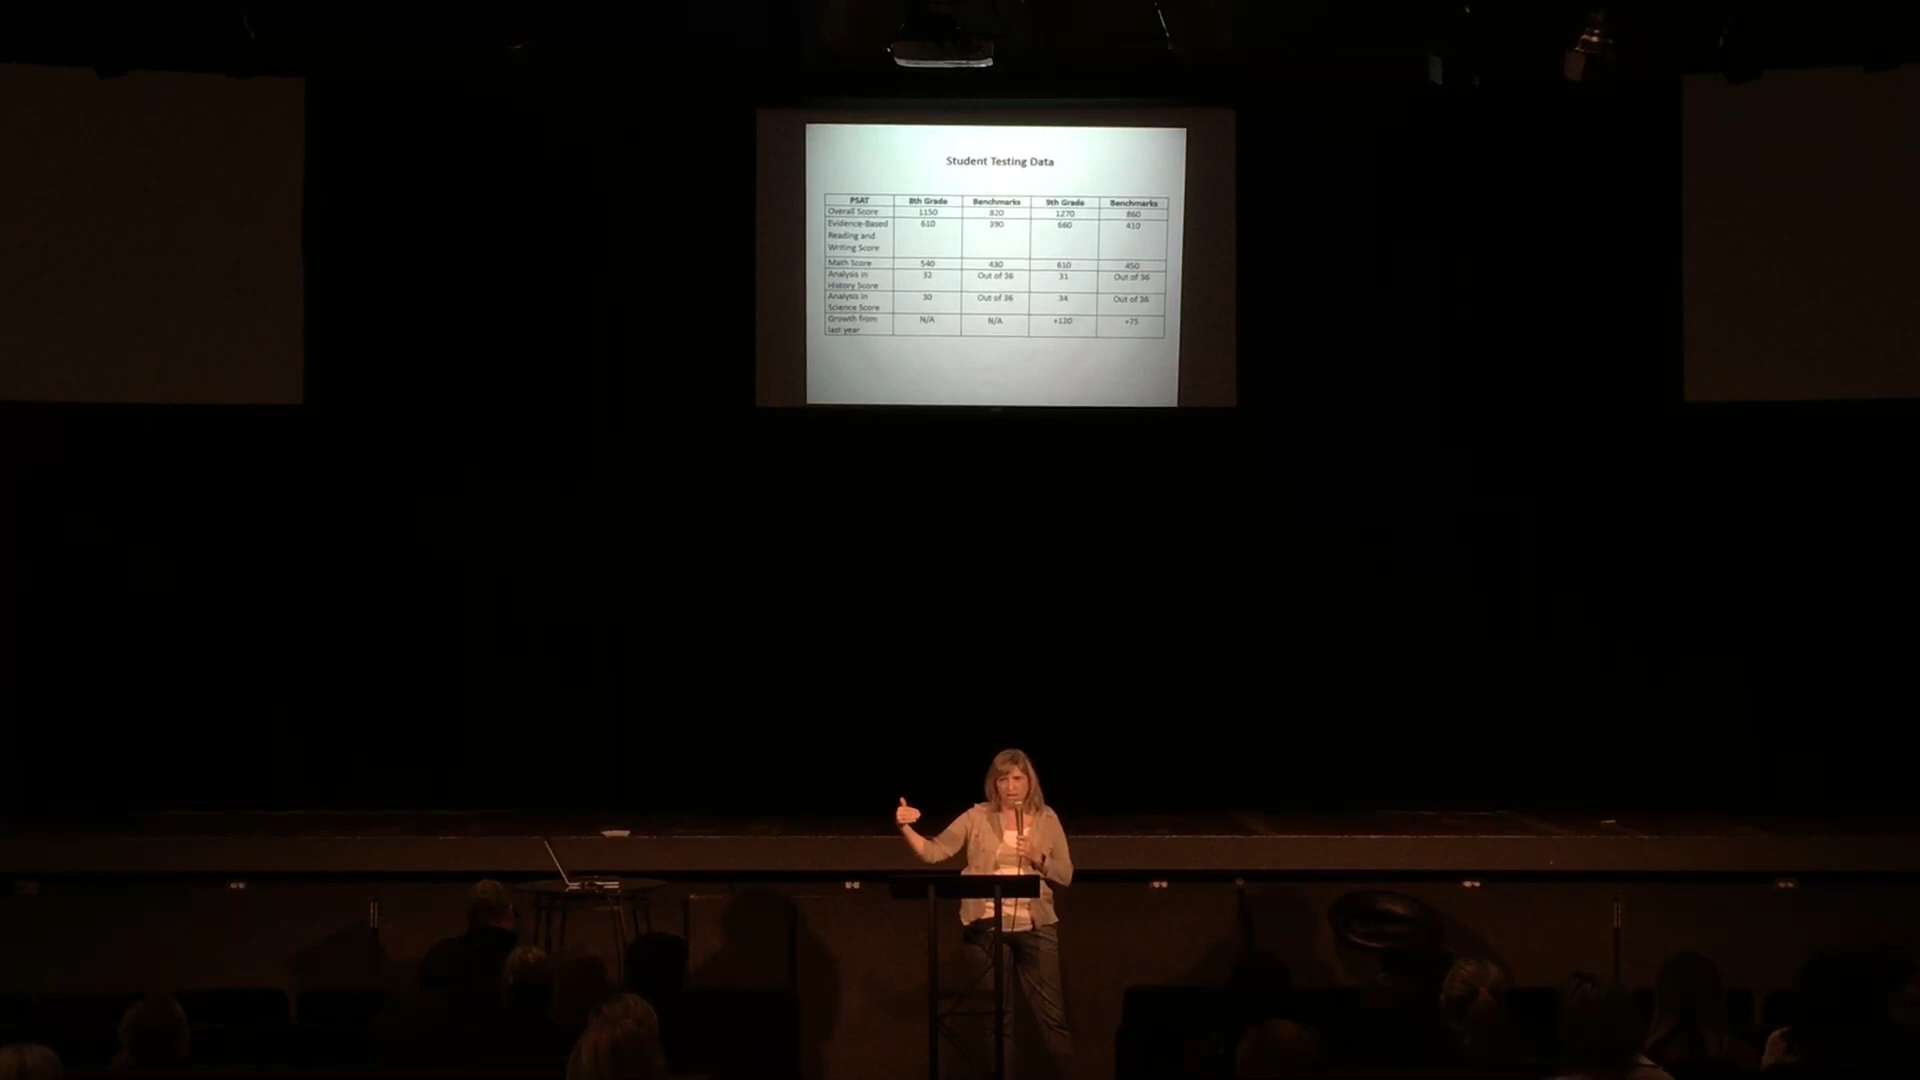 Student Testing Data
PSAT 8th Grade Benchmarks 9th Grade Benchmarks
Overall Score 1150 820 1270 860
Evidence-Based 610 390 660 410
Reading and
Writing Score
Math Score 540 430 610 450
Analysis in 32 Out of 36 31 Out of 36
History Score
Analysis in 30 Out of 36 34 Out of 36
Science Score
Growth from N/A N/A +120 +75
last year